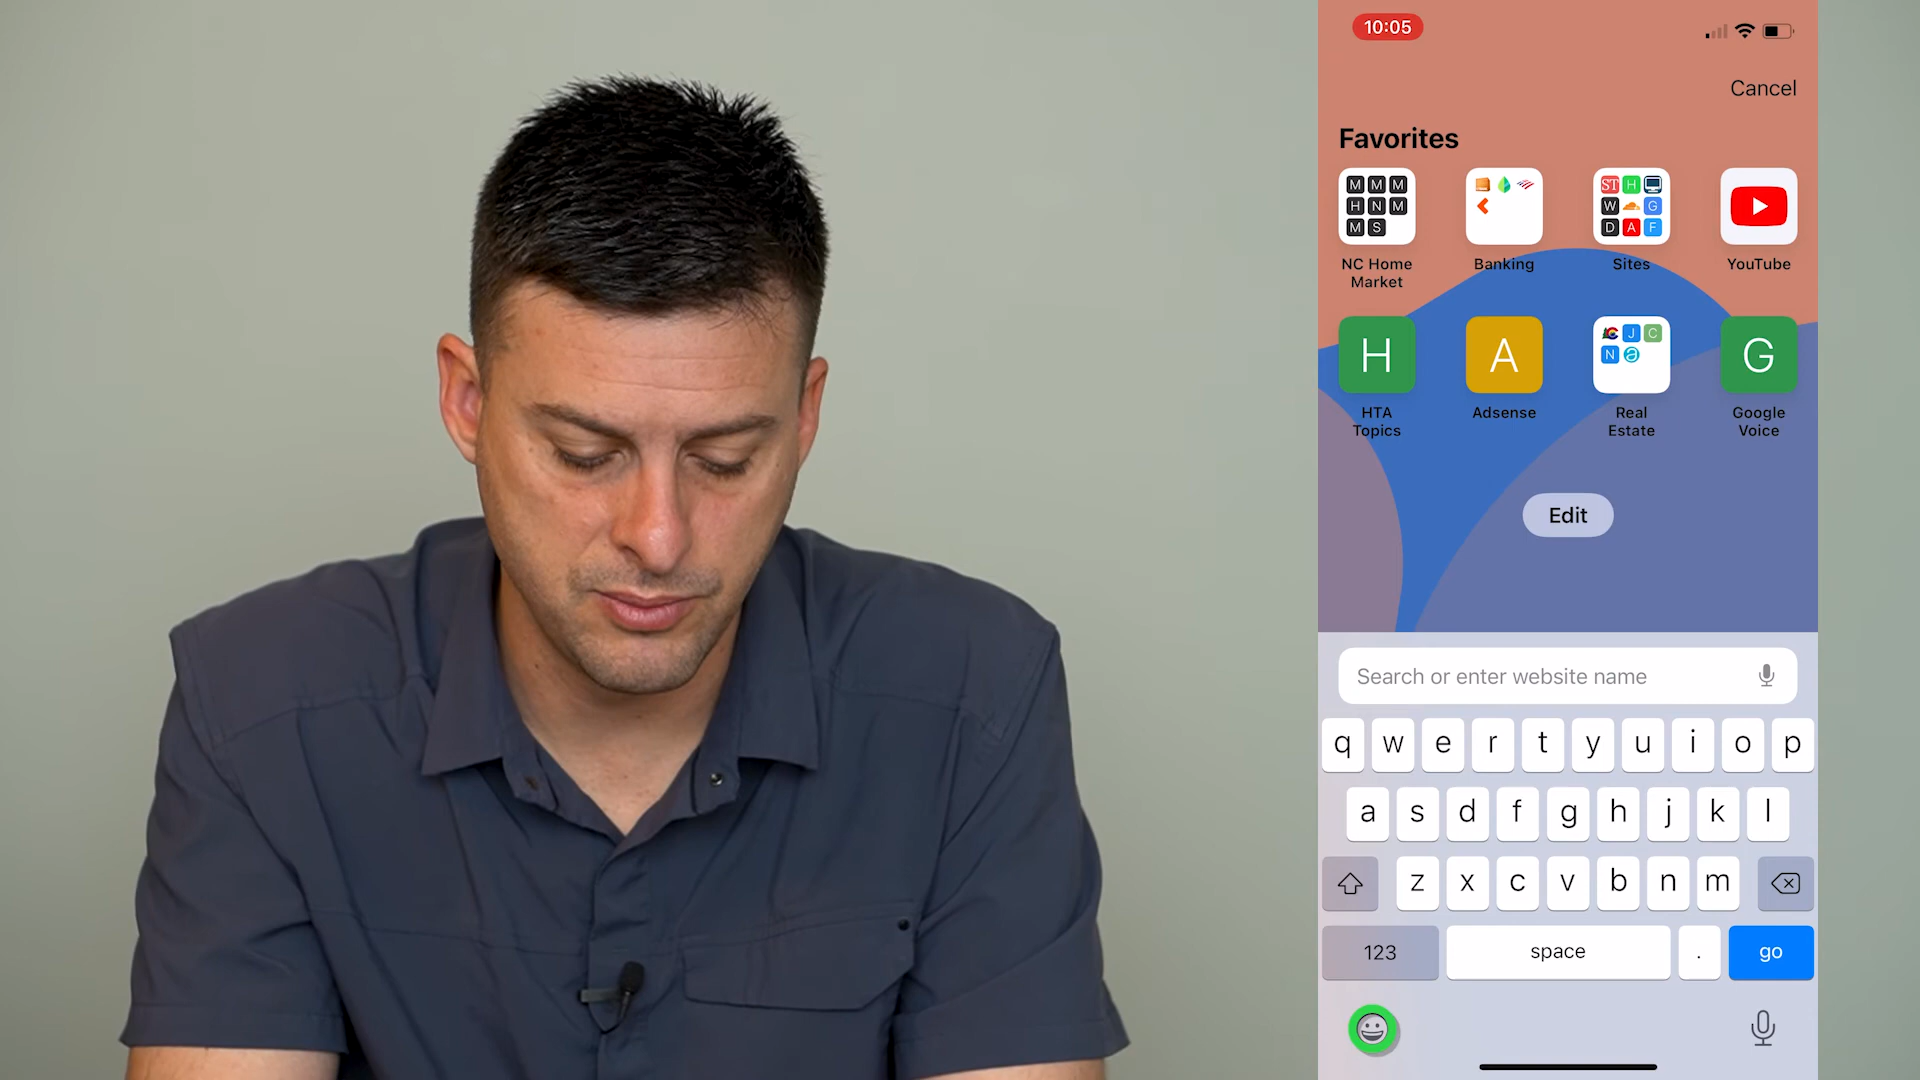 10:05
Cancel
Favorites
M M M
H N M
M S
ST H
W G
D A F
NC Home
Market
Banking
Sites
YouTube
H
A
J C
N a
G
HTA
Topics
Adsense
Real
Estate
Google
Voice
Edit
Search or enter website name
q w e r t y u i o p
a s d f g h j k l
z x c v b n m
123
space
.
go